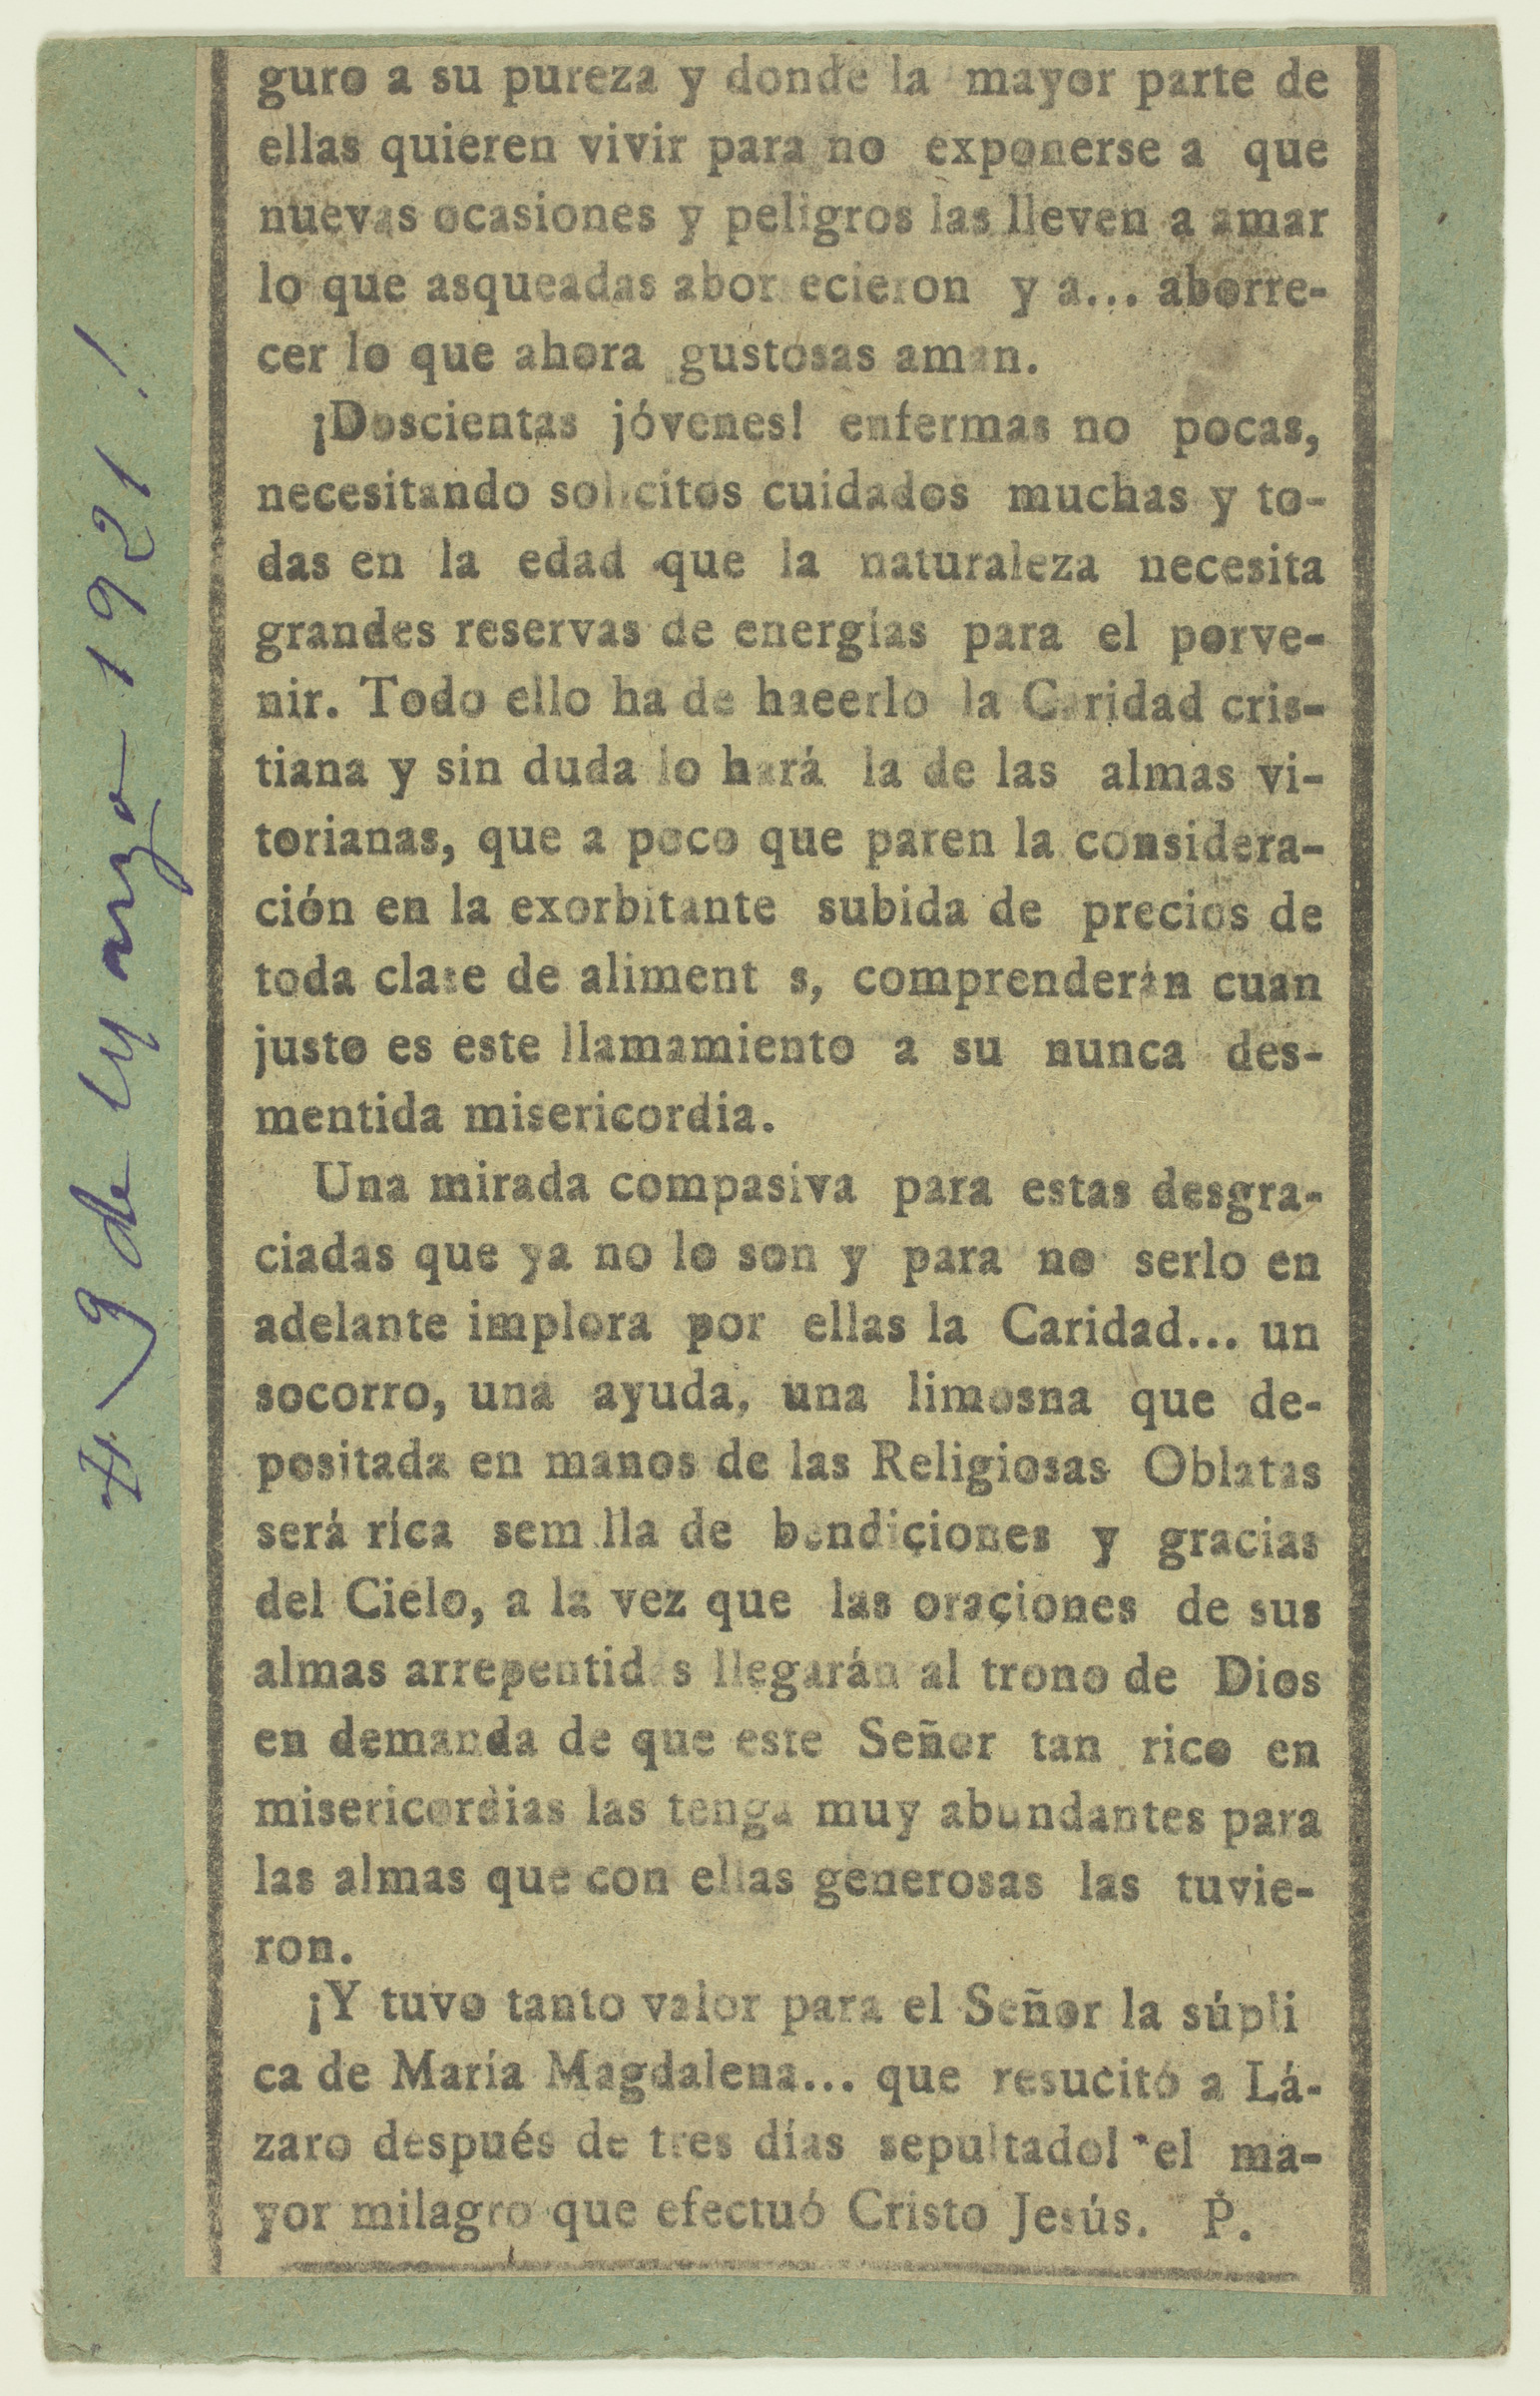 guro a su pureza y donde la mayor parte de
ellas quieren vivir para no exponerse a que
nuevas ocasiones y peligros las lleven a amar
lo que asqueadas aborrecieron y a... aborre-
cer lo que ahora gustosas aman.
¡Doscientas jóvenes! enfermas no pocas,
necesitando solicitos cuidados muchas y to-
das en la edad que la naturaleza necesita
grandes reservas de energías para el porve-
nir. Todo ello ha de haeerlo la Caridad cris-
tiana y sin duda lo hará la de las almas vi-
torianas, que a poco que paren la considera-
ción en la exorbitante subida de precios de
toda clase de aliment s, comprenderán cuan
justo es este llamamiento a su nunca des-
mentida misericordia.
Una mirada compasiva para estas desgra-
ciadas que ya no lo son y para no serlo en
adelante implora por ellas la Caridad... un
socorro, una ayuda, una limosna que de-
positada en manos de las Religiosas Oblatas
será ríca sem lla de bendiciones y gracias
del Cielo, a la vez que las oraciones de sus
almas arrepentidas llegarán al trono de Dios
en demanda de que este Señor tan rico en
misericordias las tenga muy abundantes para
las almas que con ellas generosas las tuvie-
ron.
¡Y tuvo tanto valor para el Señor la súpli
ca de María Magdalena... que resucitó a Lá-
zaro después de tres días sepultado! el ma-
yor milagro que efectuó Cristo Jesús. P.
9 de Marzo 1921!